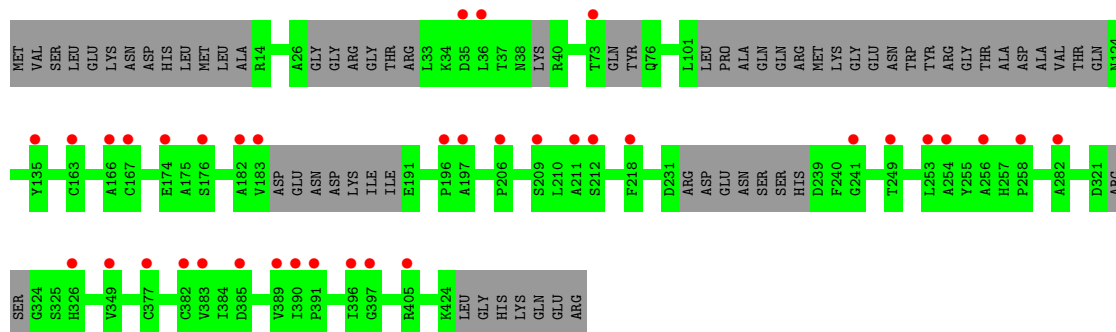 MET VAL SER LEU GLU LYS ASN ASP HIS LEU MET LEU ALA R14 A26 GLY GLY ARG GLY THR ARG L33 K34 D35 L36 T37 N38 LYS R40 T73 GLN TYR Q76 L101 LEU PRO ALA GLN GLN ARG MET LYS GLY GLU ASN TRP TYR ARG GLY THR ALA ASP ALA VAL THR GLN N124
Y135 C163 A166 C167 E174 A175 S176 A182 V183 ASP GLU ASN ASP LYS ILE ILE E191 P196 A197 P206 S209 L210 A211 S212 F218 D231 ARG ASP GLU ASN SER SER HIS D239 F240 G241 T249 L253 A254 Y255 A256 H257 P258 A282 D321 ARG
SER G324 S325 H326 V349 C377 C382 V383 I384 D385 V389 I390 P391 I396 G397 R405 K424 LEU GLY HIS LYS GLN GLU ARG